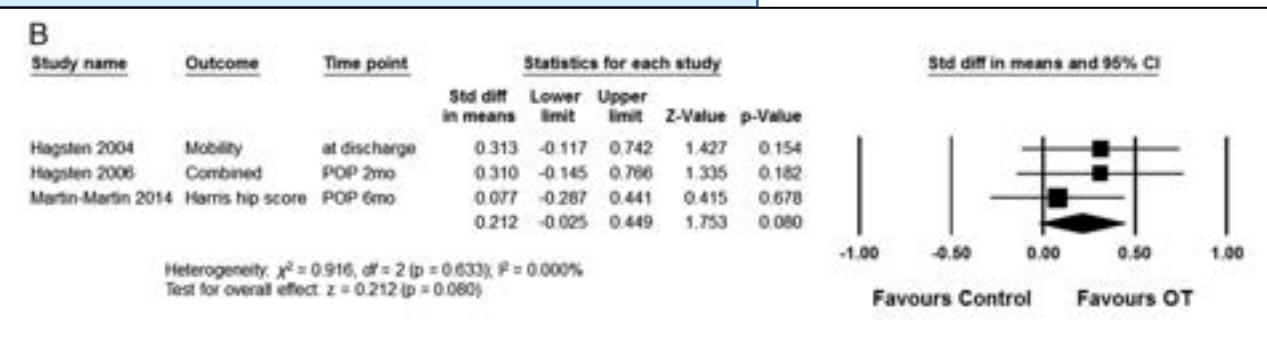 B
Study name Outcome Time point Statistics for each study Std diff in means and 95% CI
Std diff Lower Upper
in means limit limit Z-Value p-Value
Hagsten 2004 Mobility at discharge 0.313 -0.117 0.742 1.427 0.154
Hagsten 2006 Combined POP 2mo 0.310 -0.145 0.766 1.335 0.182
Martin-Martin 2014 Harris hip score POP 6mo 0.077 -0.287 0.441 0.415 0.678
0.212 -0.025 0.449 1.753 0.080
-1.00 -0.50 0.00 0.50 1.00
Heterogeneity: χ² = 0.916, df = 2 (p = 0.633); I² = 0.000%
Test for overall effect: z = 0.212 (p = 0.080)
Favours Control Favours OT